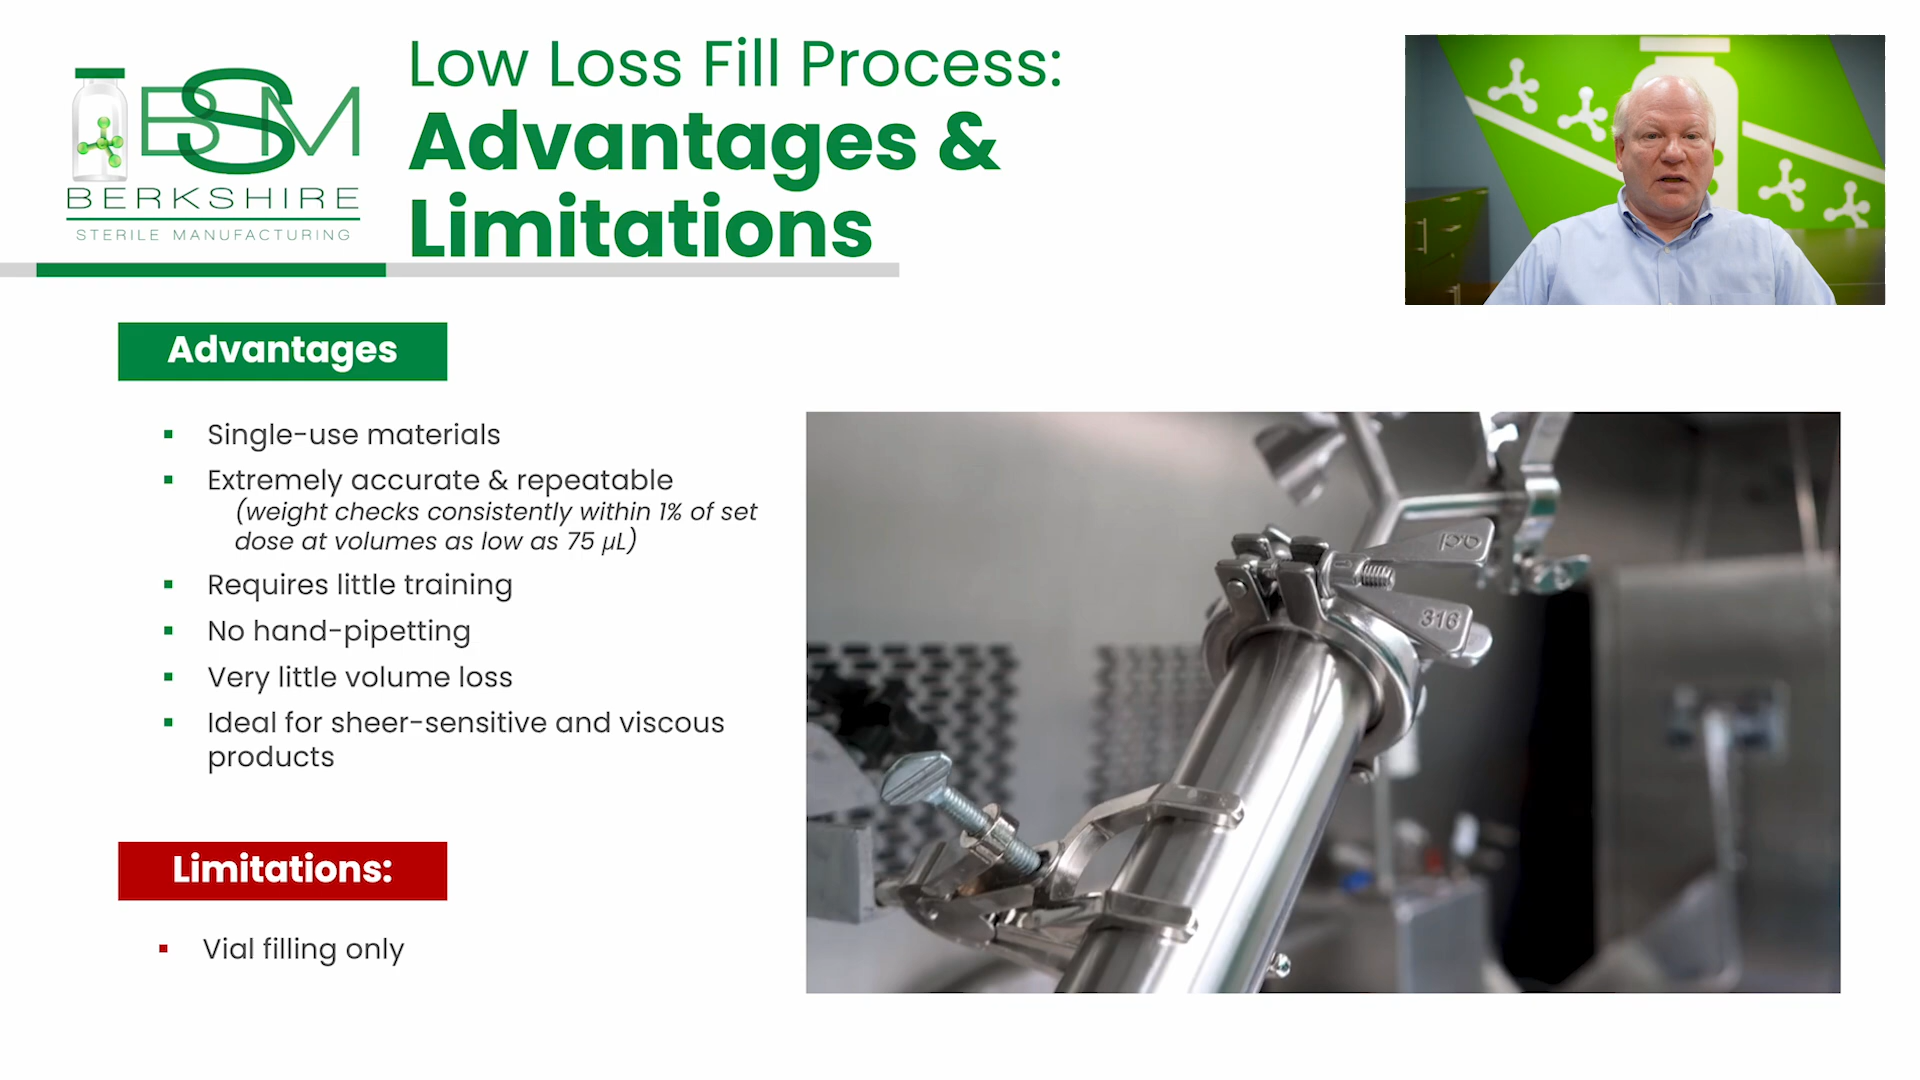 BSM
BERKSHIRE
STERILE MANUFACTURING
Low Loss Fill Process:
Advantages &
Limitations
Advantages
▪ Single-use materials
▪ Extremely accurate & repeatable
(weight checks consistently within 1% of set
dose at volumes as low as 75 µL)
▪ Requires little training
▪ No hand-pipetting
▪ Very little volume loss
▪ Ideal for sheer-sensitive and viscous
products
Limitations:
▪ Vial filling only
316